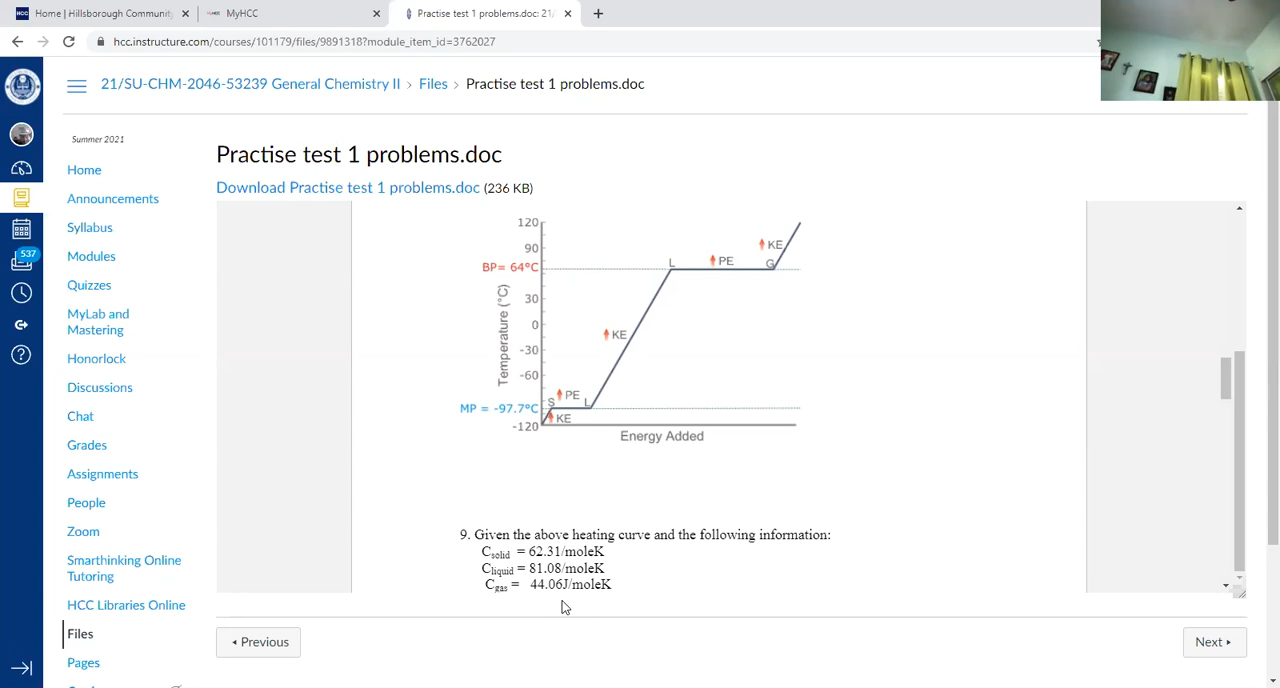 Home | Hillsborough Community
MyHCC
Practise test 1 problems.doc: 21/
hcc.instructure.com/courses/101179/files/9891318?module_item_id=3762027
21/SU-CHM-2046-53239 General Chemistry II › Files › Practise test 1 problems.doc
Summer 2021
Home
Announcements
Syllabus
Modules
Quizzes
MyLab and
Mastering
Honorlock
Discussions
Chat
Grades
Assignments
People
Zoom
Smarthinking Online
Tutoring
HCC Libraries Online
Files
Pages
537
Practise test 1 problems.doc
Download Practise test 1 problems.doc (236 KB)
120
90
BP= 64°C
30
0
-30
-60
MP = -97.7°C
-120
Temperature (°C)
KE
L
PE
G
KE
PE
S
L
KE
Energy Added
9. Given the above heating curve and the following information:
Csolid = 62.31/moleK
Cliquid = 81.08/moleK
Cgas = 44.06J/moleK
Previous
Next